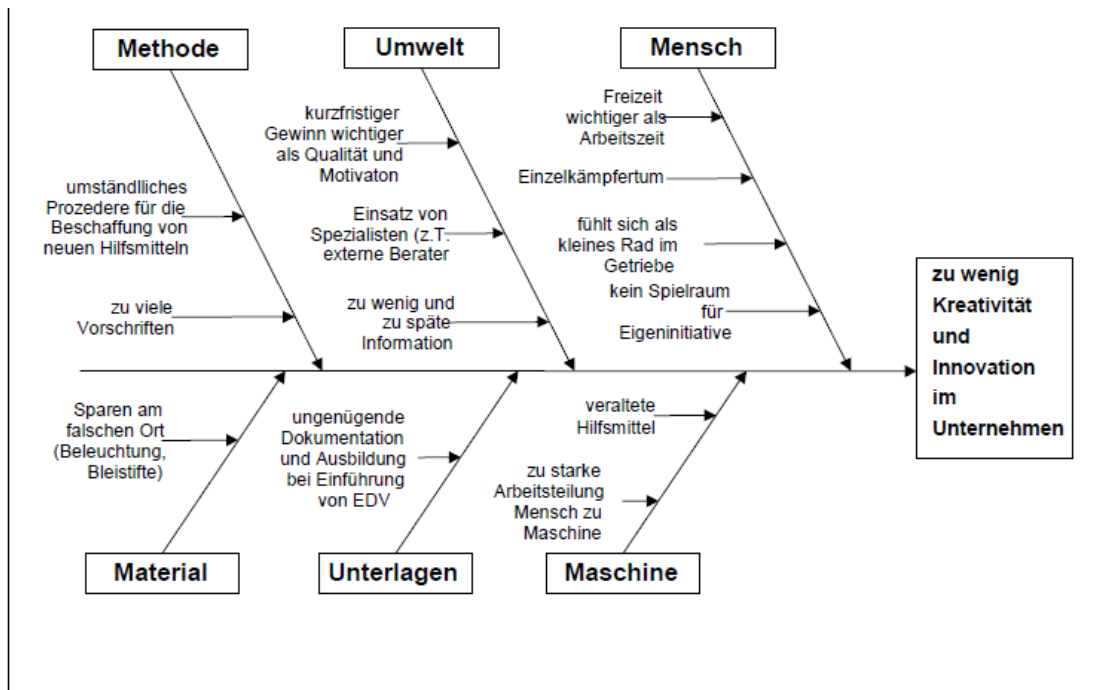 Methode
Umwelt
Mensch
umständlliches
Prozedere für die
Beschaffung von
neuen Hilfsmitteln
zu viele
Vorschriften
kurzfristiger
Gewinn wichtiger
als Qualität und
Motivaton
Einsatz von
Spezialisten (z.T.
externe Berater
zu wenig und
zu späte
Information
Freizeit
wichtiger als
Arbeitszeit
Einzelkämpfertum
fühlt sich als
kleines Rad im
Getriebe
kein Spielraum
für
Eigeninitiative
zu wenig
Kreativität
und
Innovation
im
Unternehmen
Sparen am
falschen Ort
(Beleuchtung,
Bleistifte)
ungenügende
Dokumentation
und Ausbildung
bei Einführung
von EDV
veraltete
Hilfsmittel
zu starke
Arbeitsteilung
Mensch zu
Maschine
Material
Unterlagen
Maschine